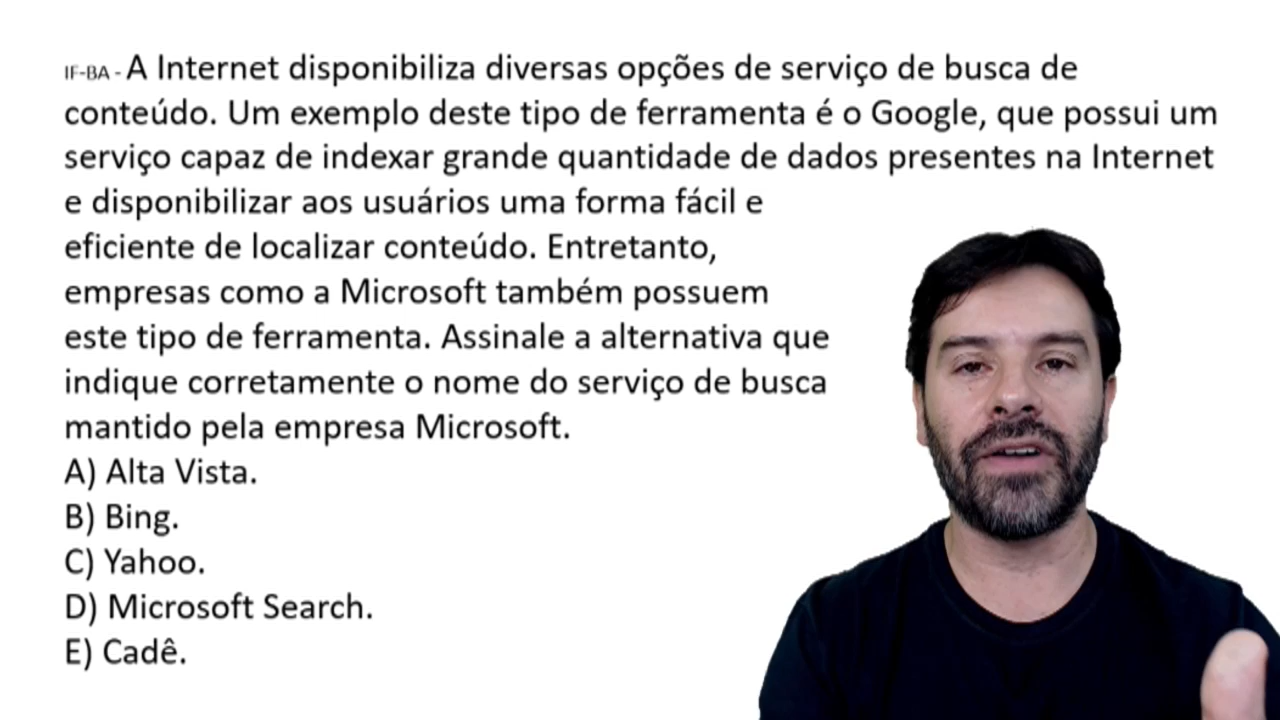 IF-BA - A Internet disponibiliza diversas opções de serviço de busca de
conteúdo. Um exemplo deste tipo de ferramenta é o Google, que possui um
serviço capaz de indexar grande quantidade de dados presentes na Internet
e disponibilizar aos usuários uma forma fácil e
eficiente de localizar conteúdo. Entretanto,
empresas como a Microsoft também possuem
este tipo de ferramenta. Assinale a alternativa que
indique corretamente o nome do serviço de busca
mantido pela empresa Microsoft.
A) Alta Vista.
B) Bing.
C) Yahoo.
D) Microsoft Search.
E) Cadê.